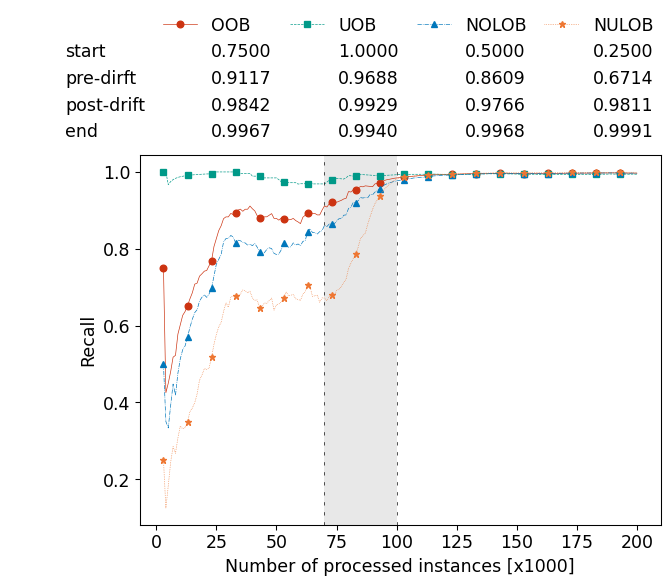 OOB UOB NOLOB NULOB
start 0.7500 1.0000 0.5000 0.2500
pre-dirft 0.9117 0.9688 0.8609 0.6714
post-drift 0.9842 0.9929 0.9766 0.9811
end 0.9967 0.9940 0.9968 0.9991
1.0
0.8
0.6
0.4
0.2
Recall
0 25 50 75 100 125 150 175 200
Number of processed instances [x1000]